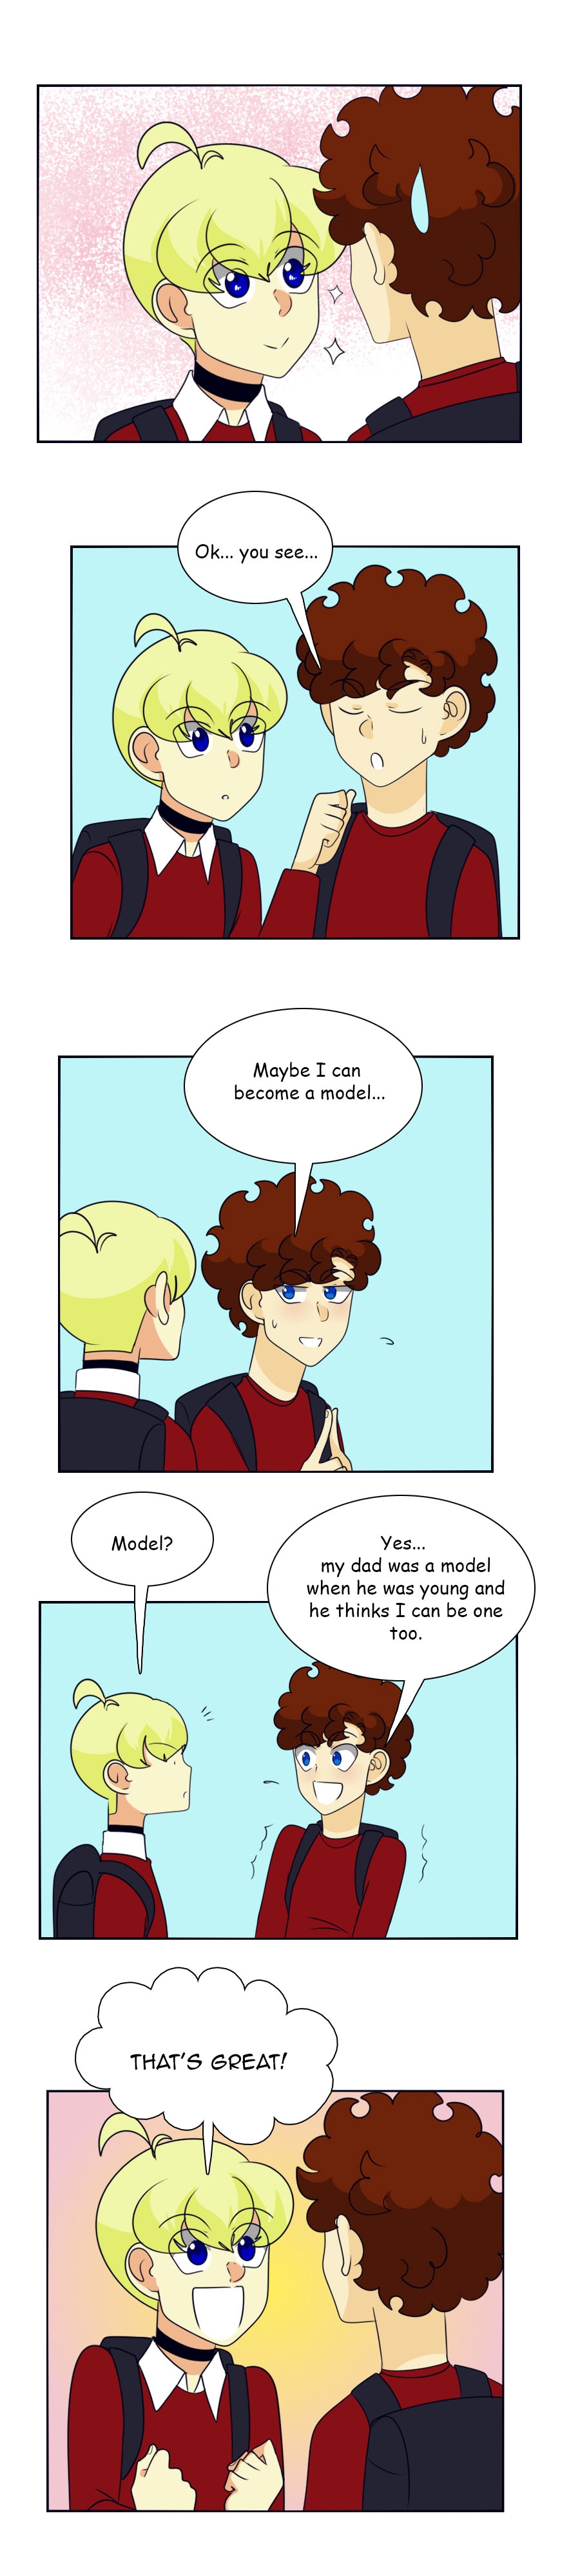 Ok... you see...
Maybe I can
become a model...
Model?
Yes...
my dad was a model
when he was young and
he thinks I can be one
too.
THAT'S GREAT!